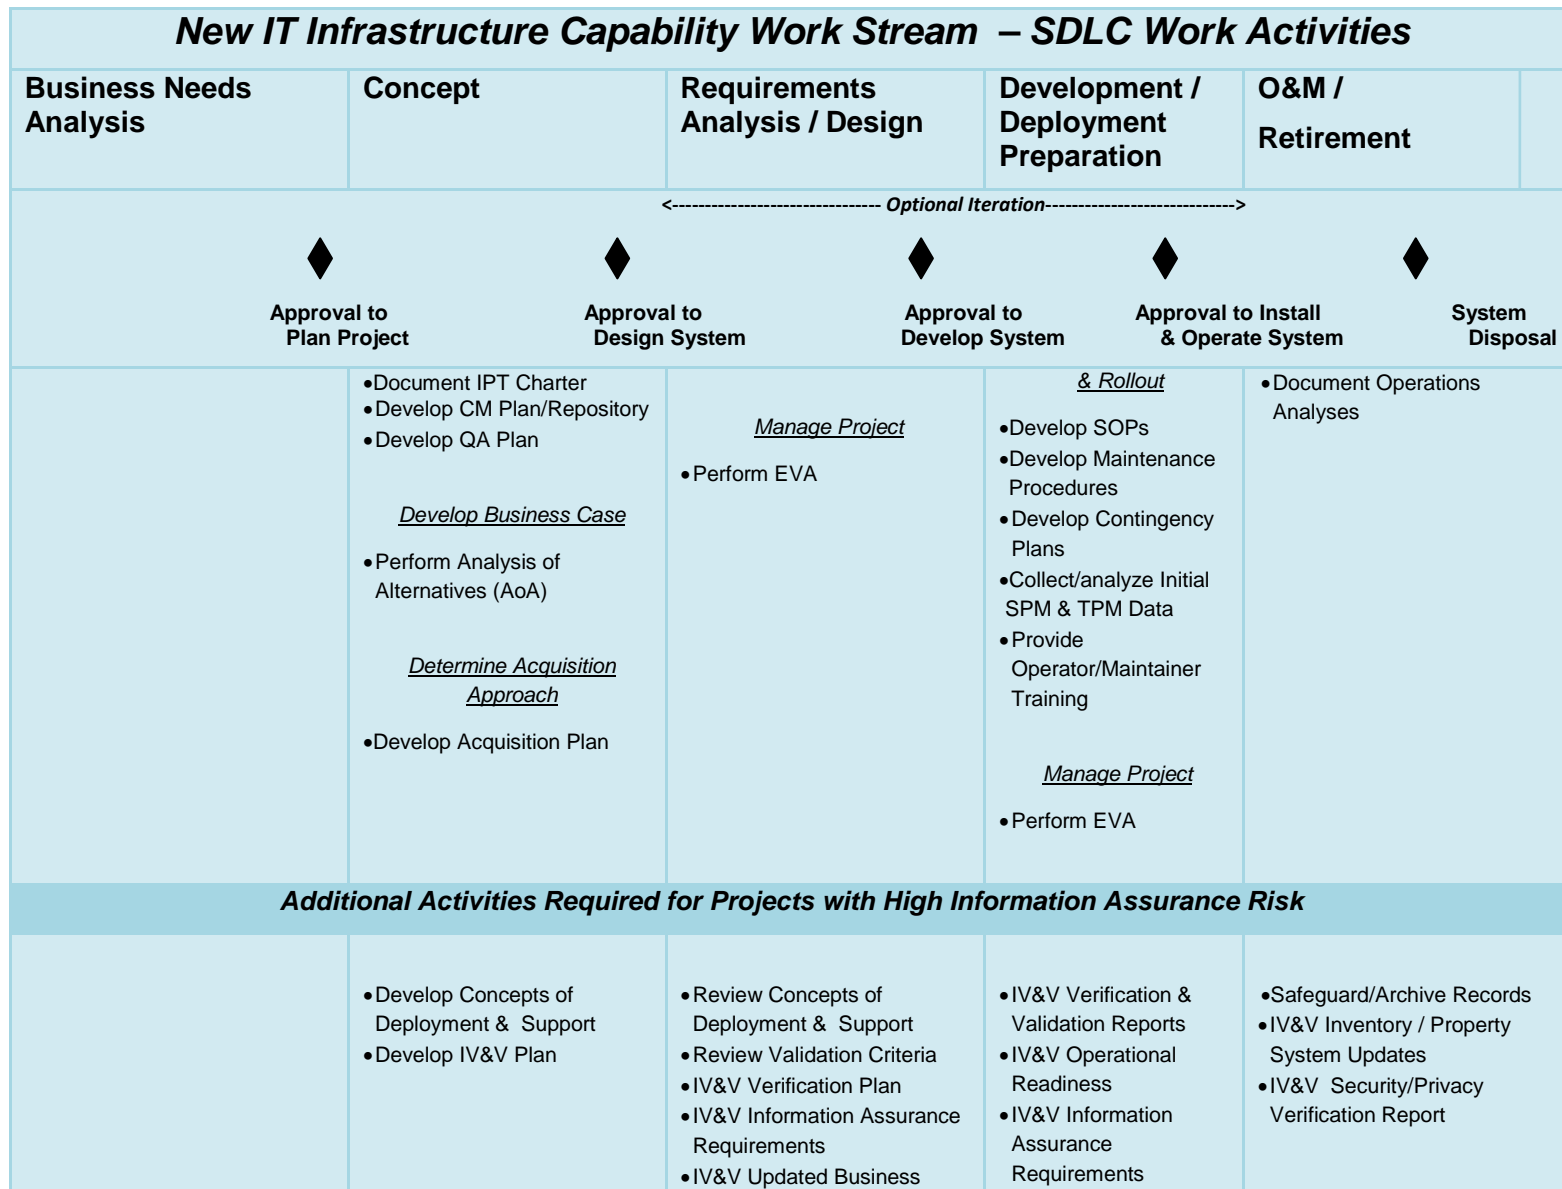 New IT Infrastructure Capability Work Stream – SDLC Work Activities
Business Needs
Analysis
Concept
Requirements
Analysis / Design
Development /
Deployment
Preparation
O&M /
Retirement
<-------------------------------- Optional Iteration----------------------------->
Approval to
Plan Project
Approval to
Design System
Approval to
Develop System
Approval to Install
& Operate System
System
Disposal
•Document IPT Charter
•Develop CM Plan/Repository
•Develop QA Plan
Develop Business Case
•Perform Analysis of
Alternatives (AoA)
Determine Acquisition
Approach
•Develop Acquisition Plan
Manage Project
•Perform EVA
& Rollout
•Develop SOPs
•Develop Maintenance
Procedures
•Develop Contingency
Plans
•Collect/analyze Initial
SPM & TPM Data
•Provide
Operator/Maintainer
Training
Manage Project
•Perform EVA
•Document Operations
Analyses
Additional Activities Required for Projects with High Information Assurance Risk
•Develop Concepts of
Deployment & Support
•Develop IV&V Plan
•Review Concepts of
Deployment & Support
•Review Validation Criteria
•IV&V Verification Plan
•IV&V Information Assurance
Requirements
•IV&V Updated Business
•IV&V Verification &
Validation Reports
•IV&V Operational
Readiness
•IV&V Information
Assurance
Requirements
•Safeguard/Archive Records
•IV&V Inventory / Property
System Updates
•IV&V Security/Privacy
Verification Report